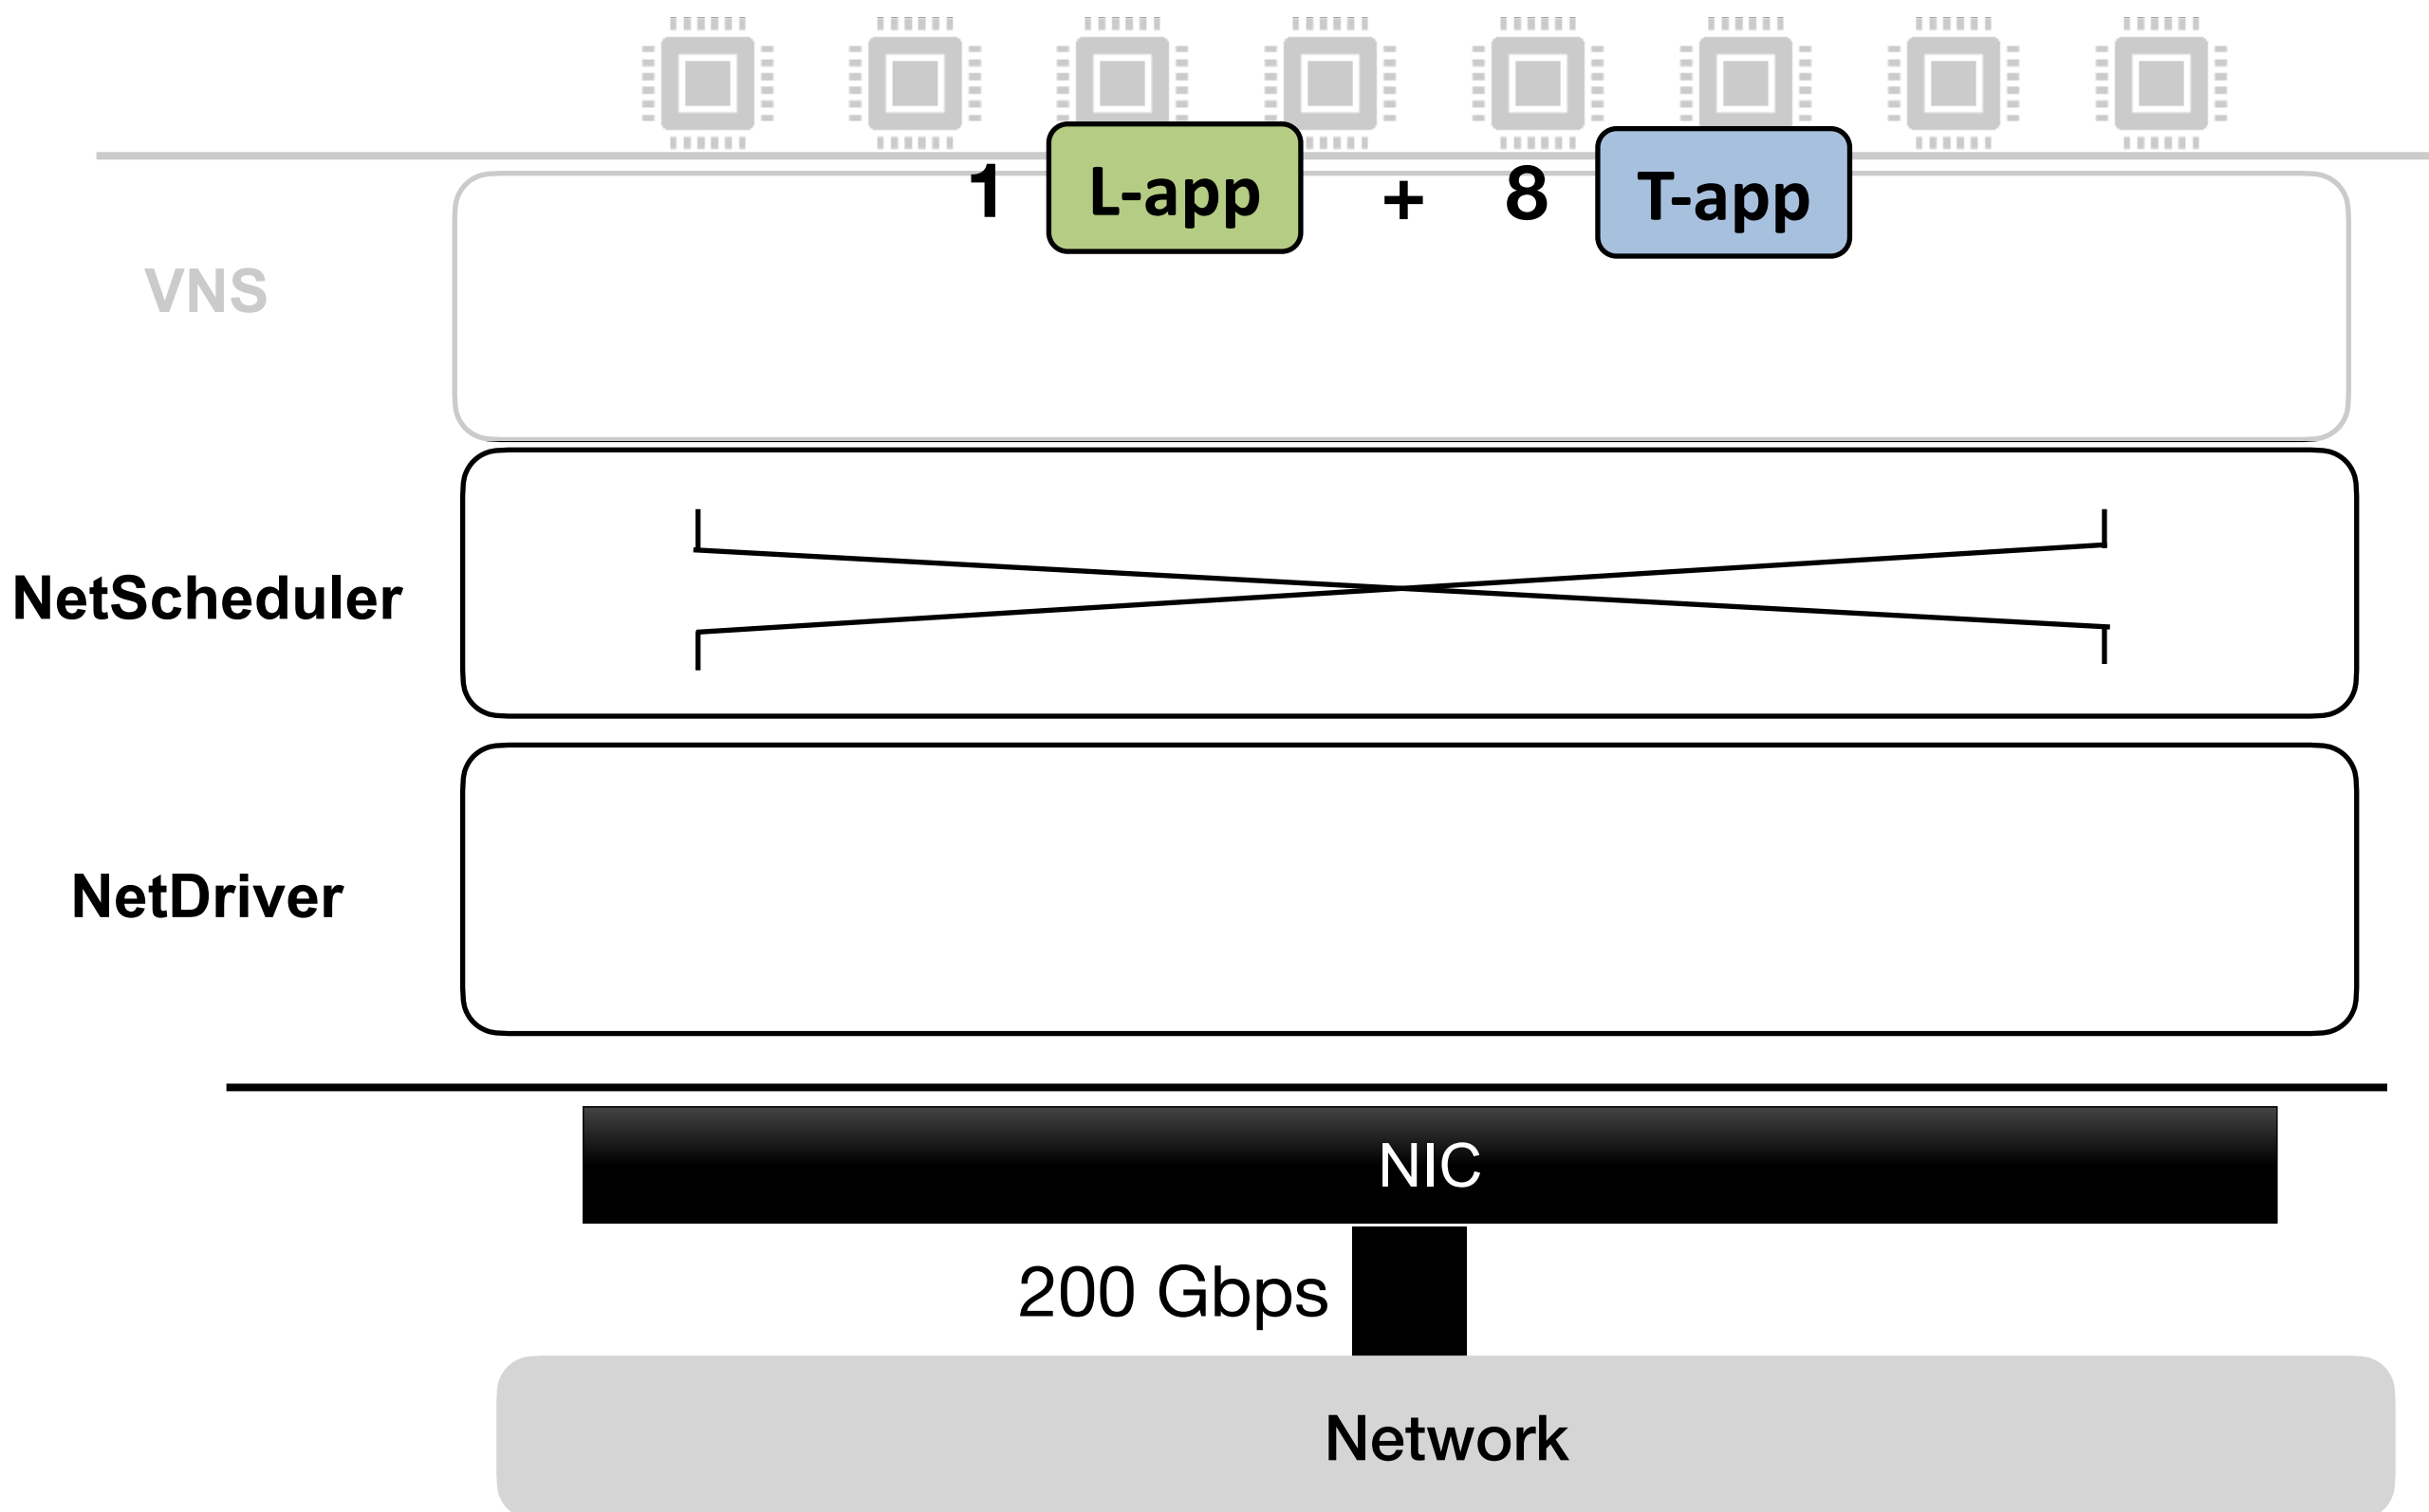 1 L-app + 8 T-app
VNS
NetScheduler
NetDriver
NIC
200 Gbps
Network